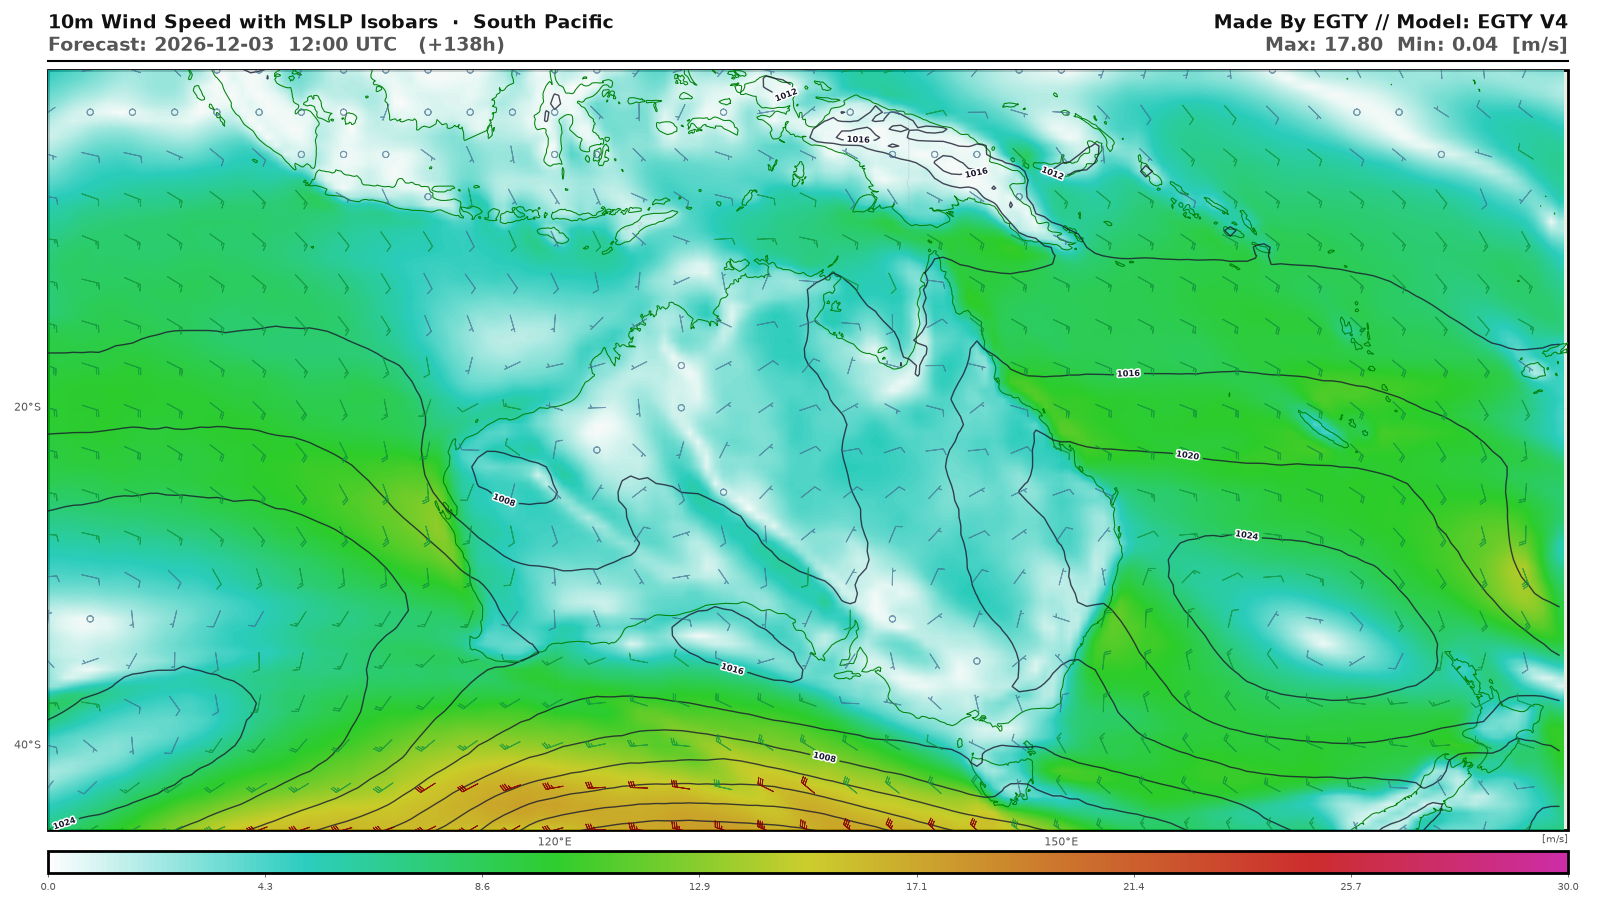 10m Wind Speed with MSLP Isobars · South Pacific
Made By EGTY // Model: EGTY V4
Forecast: 2026-12-03 12:00 UTC (+138h)
Max: 17.80 Min: 0.04 [m/s]
1012
1016
1016
1012
1016
20°S
1020
1008
1024
1016
40°S
1008
1024
120°E
150°E
[m/s]
0.0 4.3 8.6 12.9 17.1 21.4 25.7 30.0